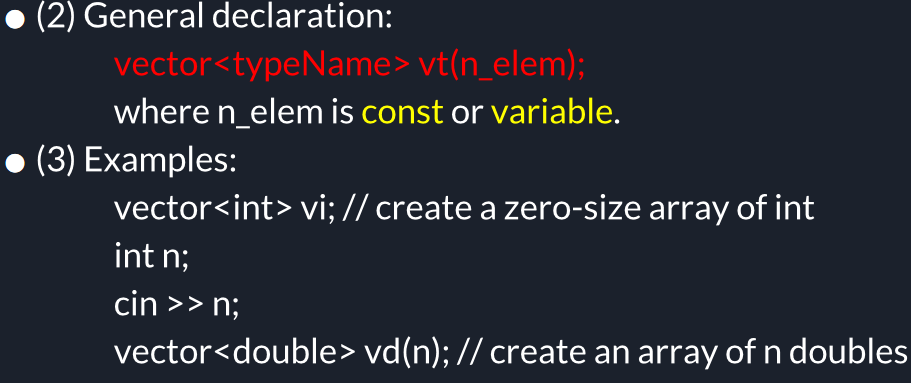 ● (2) General declaration:
vector<typeName> vt(n_elem);
where n_elem is const or variable.
● (3) Examples:
vector<int> vi; // create a zero-size array of int
int n;
cin >> n;
vector<double> vd(n); // create an array of n doubles